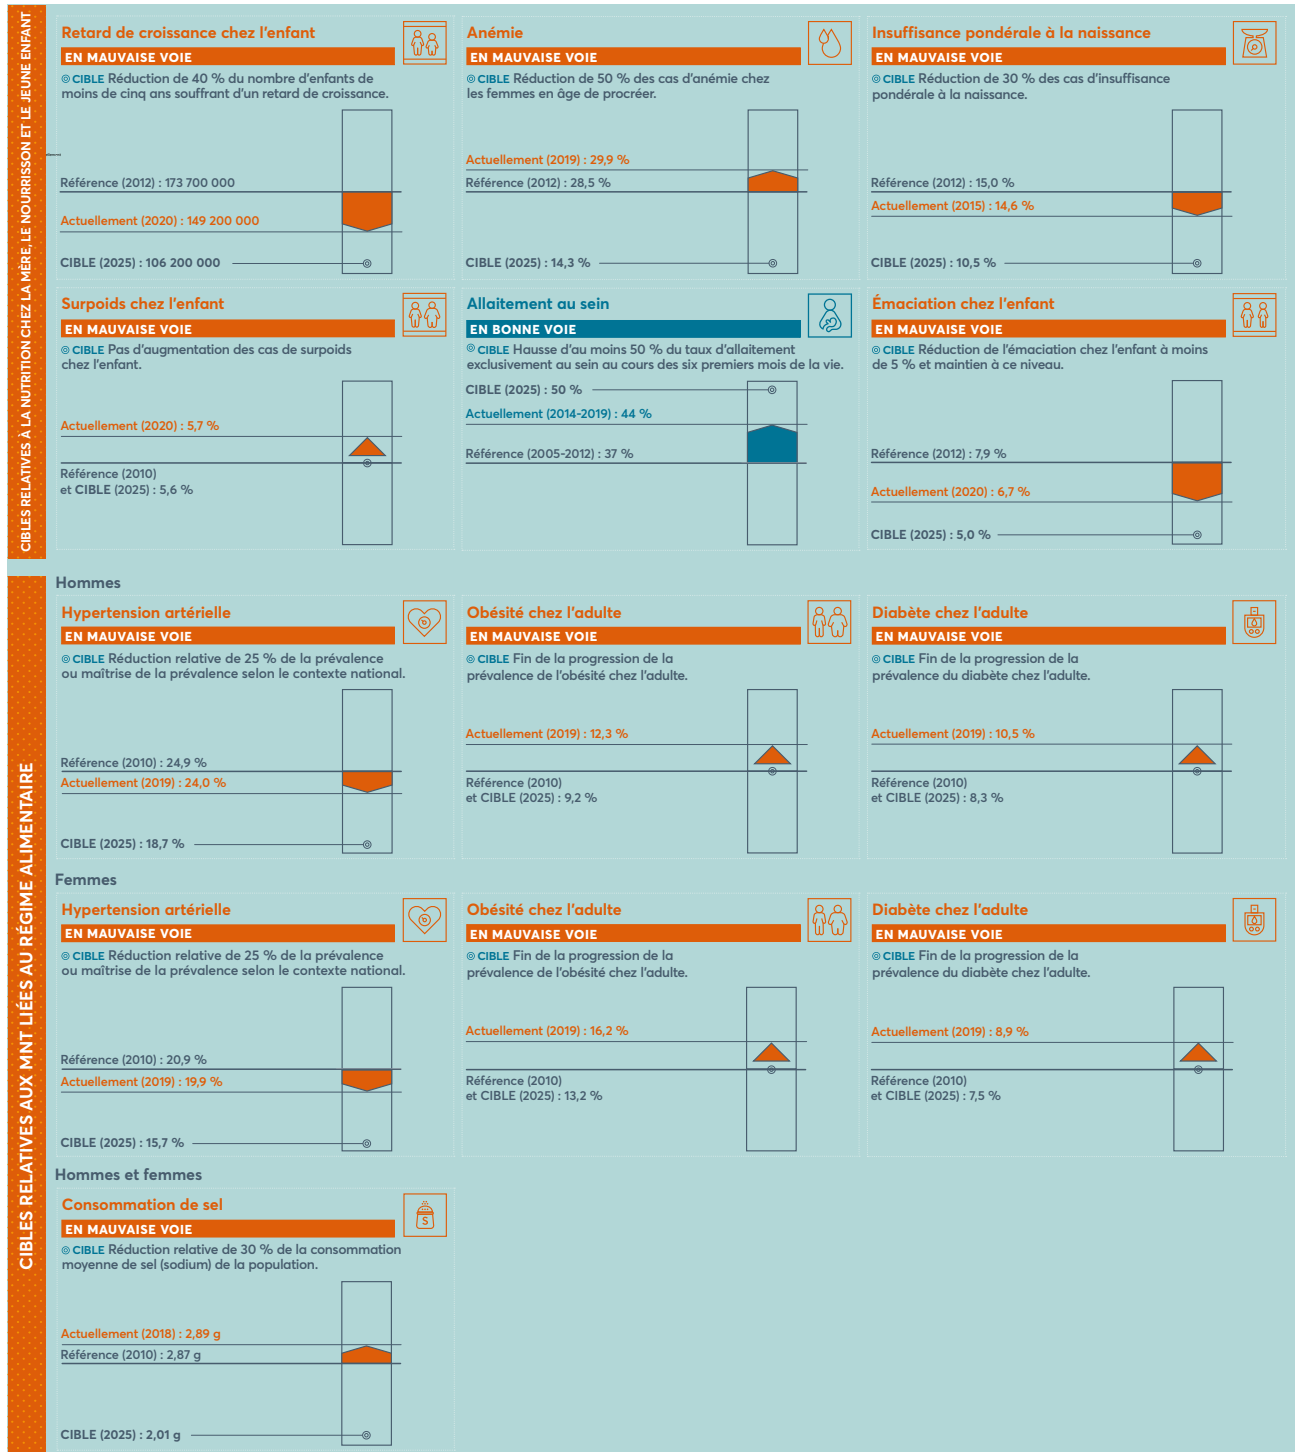 CIBLES RELATIVES À LA NUTRITION CHEZ LA MÈRE, LE NOURRISSON ET LE JEUNE ENFANT
Retard de croissance chez l'enfant
EN MAUVAISE VOIE
CIBLE Réduction de 40 % du nombre d'enfants de
moins de cinq ans souffrant d'un retard de croissance.
Référence (2012) : 173 700 000
Actuellement (2020) : 149 200 000
CIBLE (2025) : 106 200 000
Anémie
EN MAUVAISE VOIE
CIBLE Réduction de 50 % des cas d'anémie chez
les femmes en âge de procréer.
Actuellement (2019) : 29,9 %
Référence (2012) : 28,5 %
CIBLE (2025) : 14,3 %
Insuffisance pondérale à la naissance
EN MAUVAISE VOIE
CIBLE Réduction de 30 % des cas d'insuffisance
pondérale à la naissance.
Référence (2012) : 15,0 %
Actuellement (2015) : 14,6 %
CIBLE (2025) : 10,5 %
Surpoids chez l'enfant
EN MAUVAISE VOIE
CIBLE Pas d'augmentation des cas de surpoids
chez l'enfant.
Actuellement (2020) : 5,7 %
Référence (2010)
et CIBLE (2025) : 5,6 %
Allaitement au sein
EN BONNE VOIE
CIBLE Hausse d'au moins 50 % du taux d'allaitement
exclusivement au sein au cours des six premiers mois de la vie.
CIBLE (2025) : 50 %
Actuellement (2014-2019) : 44 %
Référence (2005-2012) : 37 %
Émaciation chez l'enfant
EN MAUVAISE VOIE
CIBLE Réduction de l'émaciation chez l'enfant à moins
de 5 % et maintien à ce niveau.
Référence (2012) : 7,9 %
Actuellement (2020) : 6,7 %
CIBLE (2025) : 5,0 %
CIBLES RELATIVES AUX MNT LIÉES AU RÉGIME ALIMENTAIRE
Hommes
Hypertension artérielle
EN MAUVAISE VOIE
CIBLE Réduction relative de 25 % de la prévalence
ou maîtrise de la prévalence selon le contexte national.
Référence (2010) : 24,9 %
Actuellement (2019) : 24,0 %
CIBLE (2025) : 18,7 %
Obésité chez l'adulte
EN MAUVAISE VOIE
CIBLE Fin de la progression de la
prévalence de l'obésité chez l'adulte.
Actuellement (2019) : 12,3 %
Référence (2010)
et CIBLE (2025) : 9,2 %
Diabète chez l'adulte
EN MAUVAISE VOIE
CIBLE Fin de la progression de la
prévalence du diabète chez l'adulte.
Actuellement (2019) : 10,5 %
Référence (2010)
et CIBLE (2025) : 8,3 %
Femmes
Hypertension artérielle
EN MAUVAISE VOIE
CIBLE Réduction relative de 25 % de la prévalence
ou maîtrise de la prévalence selon le contexte national.
Référence (2010) : 20,9 %
Actuellement (2019) : 19,9 %
CIBLE (2025) : 15,7 %
Obésité chez l'adulte
EN MAUVAISE VOIE
CIBLE Fin de la progression de la
prévalence de l'obésité chez l'adulte.
Actuellement (2019) : 16,2 %
Référence (2010)
et CIBLE (2025) : 13,2 %
Diabète chez l'adulte
EN MAUVAISE VOIE
CIBLE Fin de la progression de la
prévalence du diabète chez l'adulte.
Actuellement (2019) : 8,9 %
Référence (2010)
et CIBLE (2025) : 7,5 %
Hommes et femmes
Consommation de sel
S
EN MAUVAISE VOIE
CIBLE Réduction relative de 30 % de la consommation
moyenne de sel (sodium) de la population.
Actuellement (2018) : 2,89 g
Référence (2010) : 2,87 g
CIBLE (2025) : 2,01 g